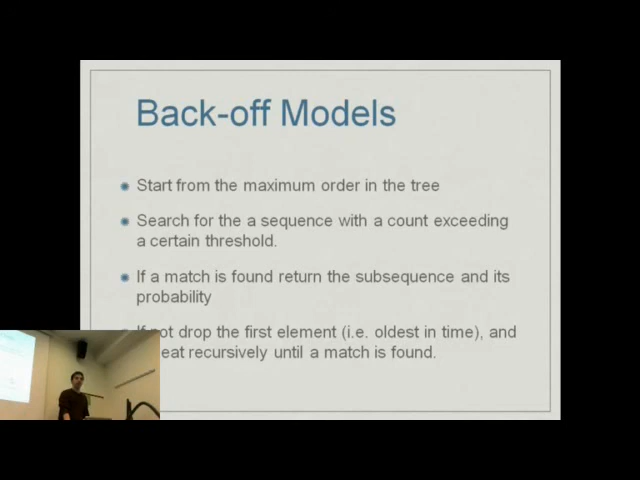 Back-off Models
Start from the maximum order in the tree
Search for the a sequence with a count exceeding
a certain threshold.
If a match is found return the subsequence and its
probability
not drop the first element (i.e. oldest in time), and
recursively until a match is found.